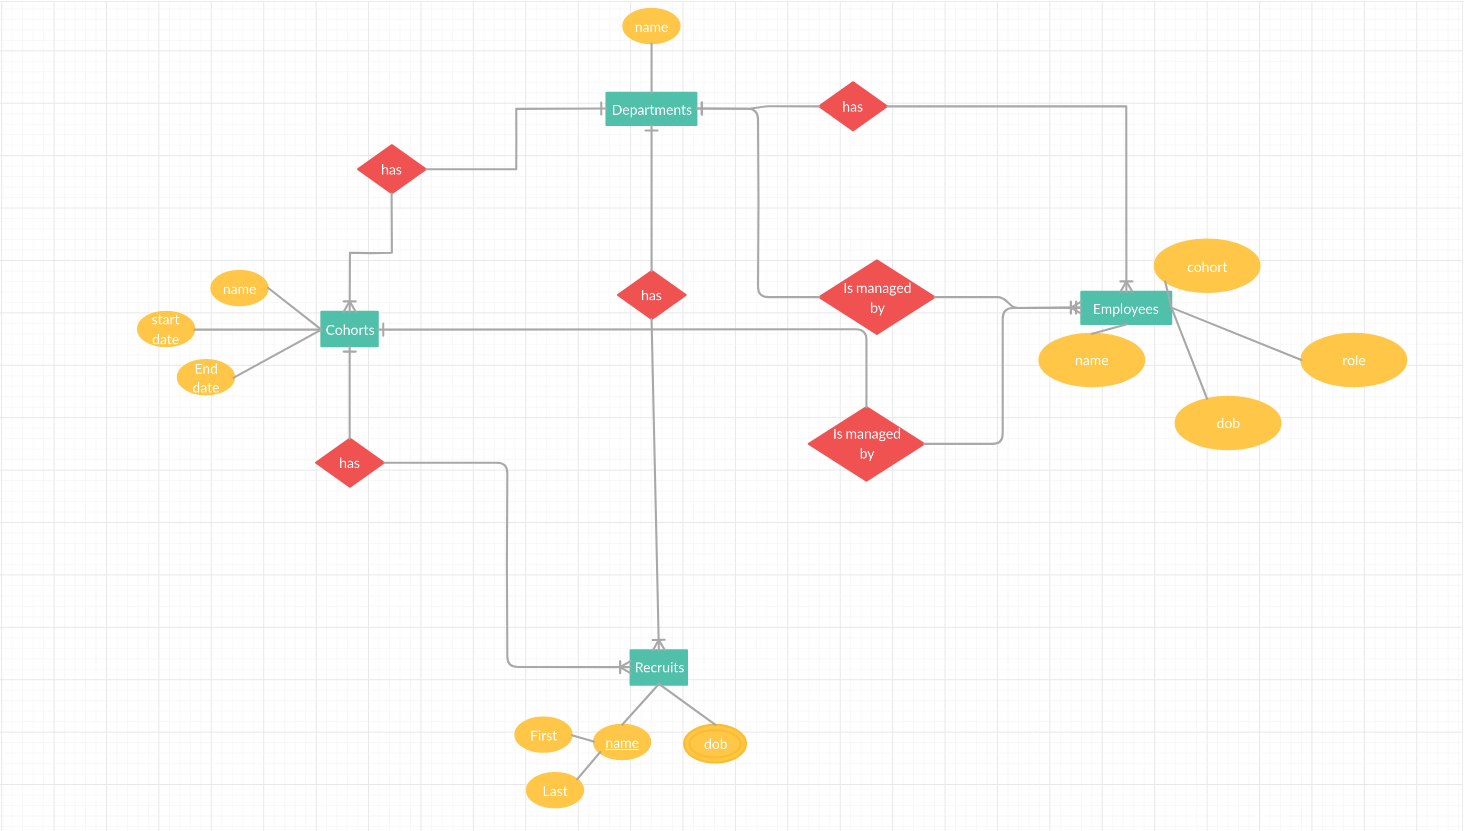 name
Departments
has
has
cohort
name
has
Is managed
by
Employees
start
date
Cohorts
End
date
name
role
dob
Is managed
by
has
Recruits
First
name
dob
Last